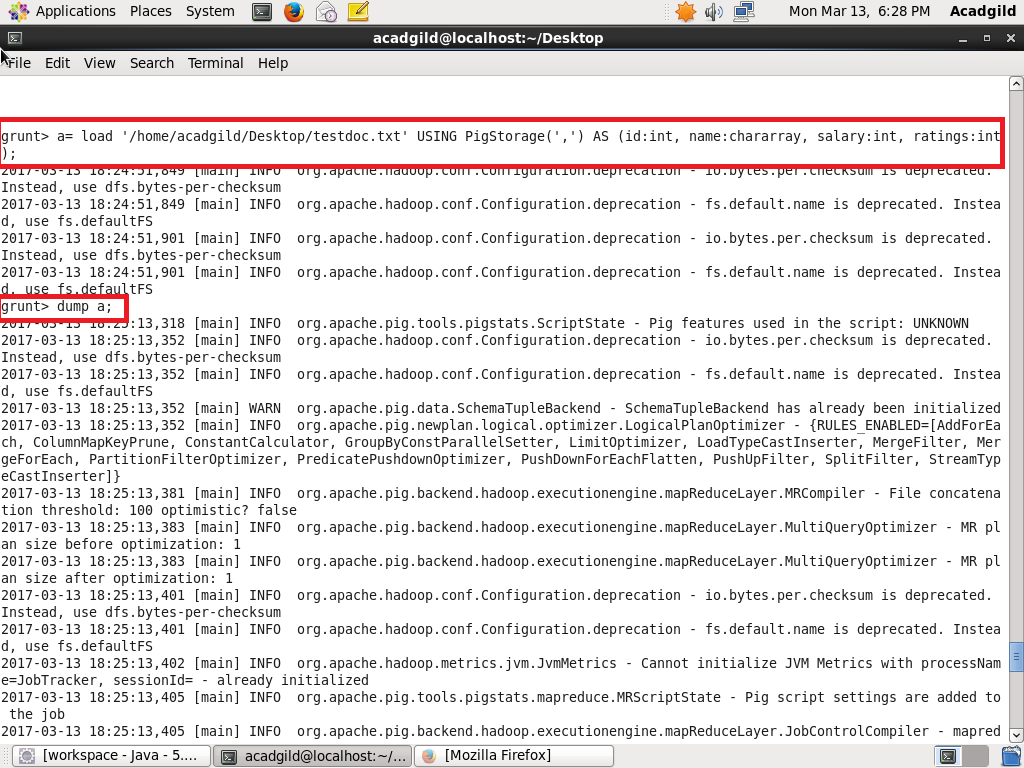 Applications Places System Mon Mar 13, 6:28 PM Acadgild
acadgild@localhost:~/Desktop
File Edit View Search Terminal Help
grunt> a= load '/home/acadgild/Desktop/testdoc.txt' USING PigStorage(',') AS (id:int, name:chararray, salary:int, ratings:int
);
2017-03-13 18:24:51,849 [main] INFO  org.apache.hadoop.conf.Configuration.deprecation - io.bytes.per.checksum is deprecated.
Instead, use dfs.bytes-per-checksum
2017-03-13 18:24:51,849 [main] INFO  org.apache.hadoop.conf.Configuration.deprecation - fs.default.name is deprecated. Instea
d, use fs.defaultFS
2017-03-13 18:24:51,901 [main] INFO  org.apache.hadoop.conf.Configuration.deprecation - io.bytes.per.checksum is deprecated.
Instead, use dfs.bytes-per-checksum
2017-03-13 18:24:51,901 [main] INFO  org.apache.hadoop.conf.Configuration.deprecation - fs.default.name is deprecated. Instea
d, use fs.defaultFS
grunt> dump a;
2017-03-13 18:25:13,318 [main] INFO  org.apache.pig.tools.pigstats.ScriptState - Pig features used in the script: UNKNOWN
2017-03-13 18:25:13,352 [main] INFO  org.apache.hadoop.conf.Configuration.deprecation - io.bytes.per.checksum is deprecated.
Instead, use dfs.bytes-per-checksum
2017-03-13 18:25:13,352 [main] INFO  org.apache.hadoop.conf.Configuration.deprecation - fs.default.name is deprecated. Instea
d, use fs.defaultFS
2017-03-13 18:25:13,352 [main] WARN  org.apache.pig.data.SchemaTupleBackend - SchemaTupleBackend has already been initialized
2017-03-13 18:25:13,352 [main] INFO  org.apache.pig.newplan.logical.optimizer.LogicalPlanOptimizer - {RULES_ENABLED=[AddForEa
ch, ColumnMapKeyPrune, ConstantCalculator, GroupByConstParallelSetter, LimitOptimizer, LoadTypeCastInserter, MergeFilter, Mer
geForEach, PartitionFilterOptimizer, PredicatePushdownOptimizer, PushDownForEachFlatten, PushUpFilter, SplitFilter, StreamTyp
eCastInserter]}
2017-03-13 18:25:13,381 [main] INFO  org.apache.pig.backend.hadoop.executionengine.mapReduceLayer.MRCompiler - File concatena
tion threshold: 100 optimistic? false
2017-03-13 18:25:13,383 [main] INFO  org.apache.pig.backend.hadoop.executionengine.mapReduceLayer.MultiQueryOptimizer - MR pl
an size before optimization: 1
2017-03-13 18:25:13,383 [main] INFO  org.apache.pig.backend.hadoop.executionengine.mapReduceLayer.MultiQueryOptimizer - MR pl
an size after optimization: 1
2017-03-13 18:25:13,401 [main] INFO  org.apache.hadoop.conf.Configuration.deprecation - io.bytes.per.checksum is deprecated.
Instead, use dfs.bytes-per-checksum
2017-03-13 18:25:13,401 [main] INFO  org.apache.hadoop.conf.Configuration.deprecation - fs.default.name is deprecated. Instea
d, use fs.defaultFS
2017-03-13 18:25:13,402 [main] INFO  org.apache.hadoop.metrics.jvm.JvmMetrics - Cannot initialize JVM Metrics with processNam
e=JobTracker, sessionId= - already initialized
2017-03-13 18:25:13,405 [main] INFO  org.apache.pig.tools.pigstats.mapreduce.MRScriptState - Pig script settings are added to
 the job
2017-03-13 18:25:13,405 [main] INFO  org.apache.pig.backend.hadoop.executionengine.mapReduceLayer.JobControlCompiler - mapred
[workspace - Java - 5.... acadgild@localhost:~/... [Mozilla Firefox]